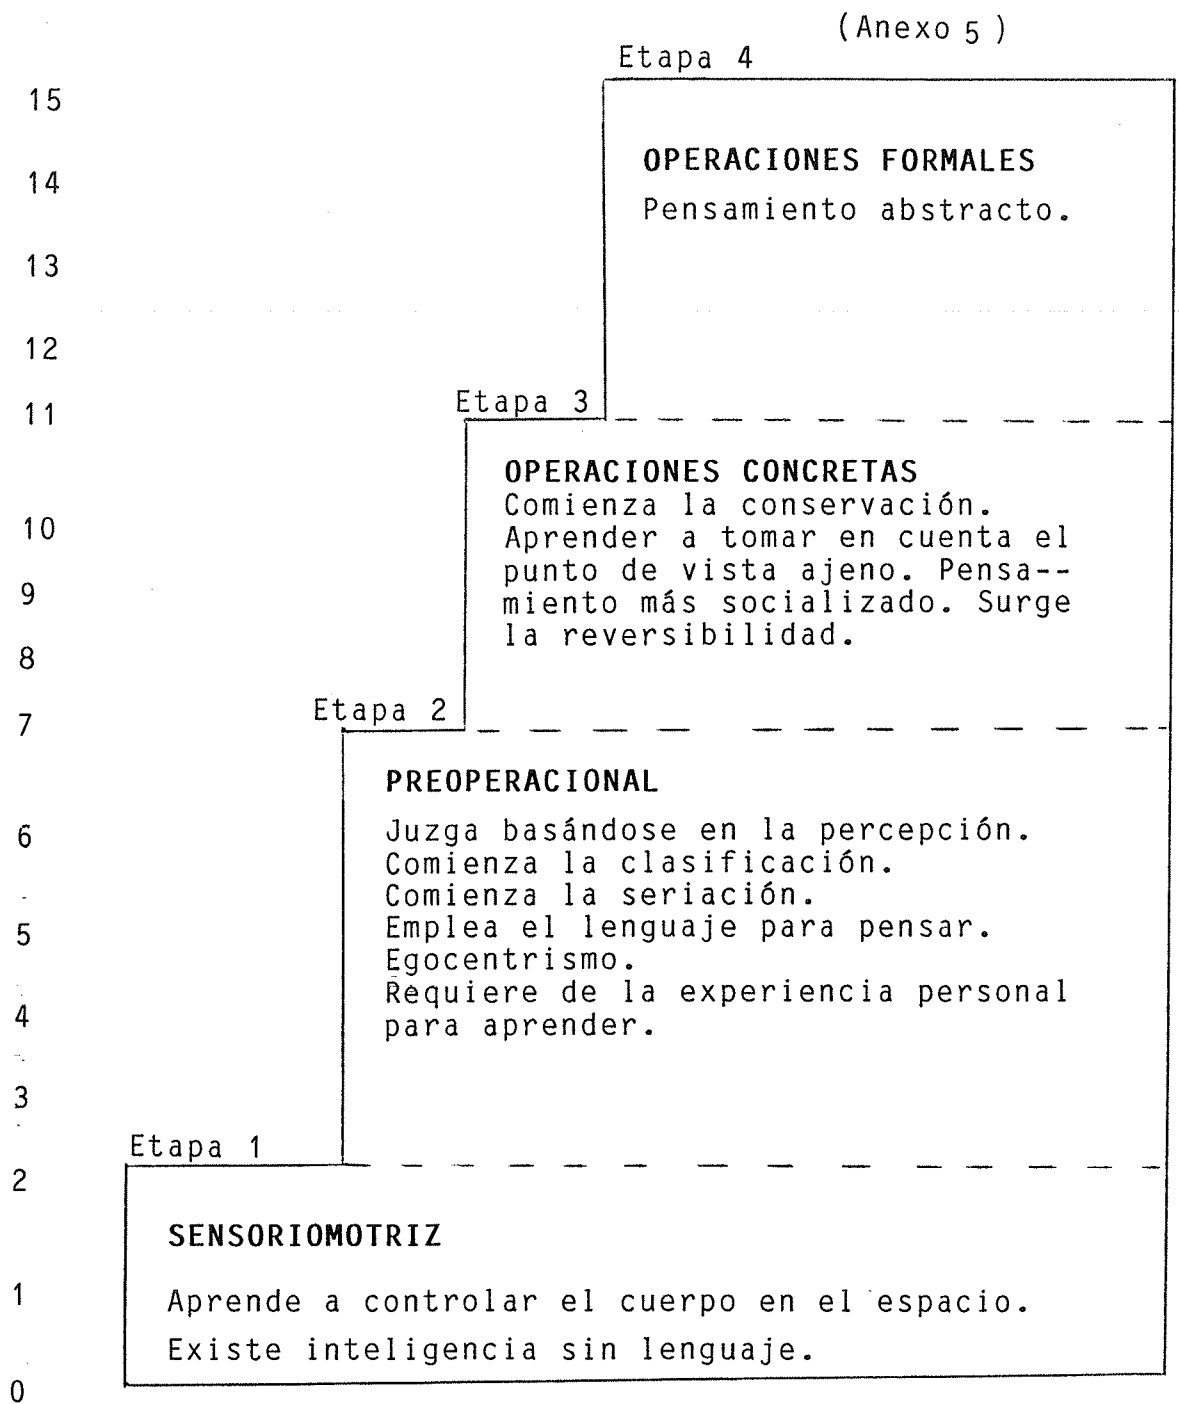 (Anexo 5 )
Etapa 4
15
OPERACIONES FORMALES
14
Pensamiento abstracto.
13
12
Etapa 3
11
OPERACIONES CONCRETAS
Comienza la conservación.
10
Aprender a tomar en cuenta el
punto de vista ajeno. Pensa--
9
miento más socializado. Surge
la reversibilidad.
8
Etapa 2
7
PREOPERACIONAL
6
Juzga basándose en la percepción.
Comienza la clasificación.
Comienza la seriación.
5
Emplea el lenguaje para pensar.
Egocentrismo.
Requiere de la experiencia personal
4
para aprender.
3
Etapa 1
2
SENSORIOMOTRIZ
1
Aprende a controlar el cuerpo en el espacio.
Existe inteligencia sin lenguaje.
0